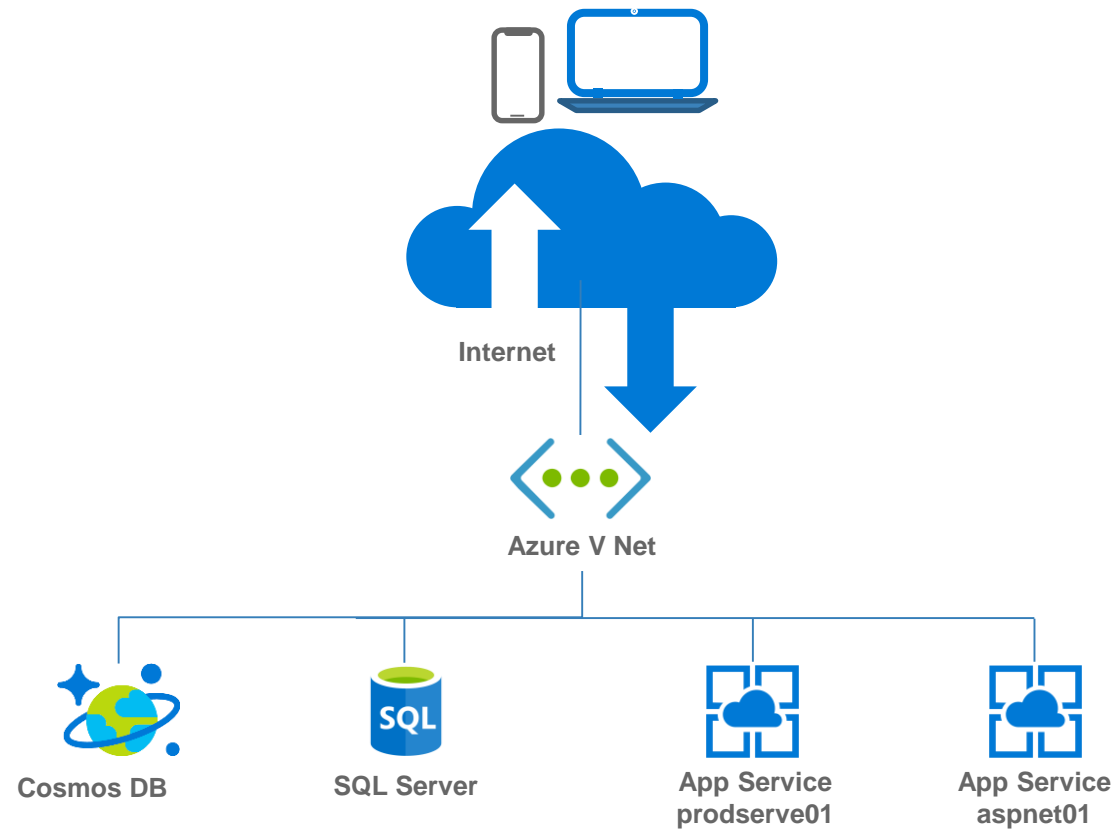 Internet
Azure V Net
SQL
Cosmos DB
SQL Server
App Service
prodserve01
App Service
aspnet01